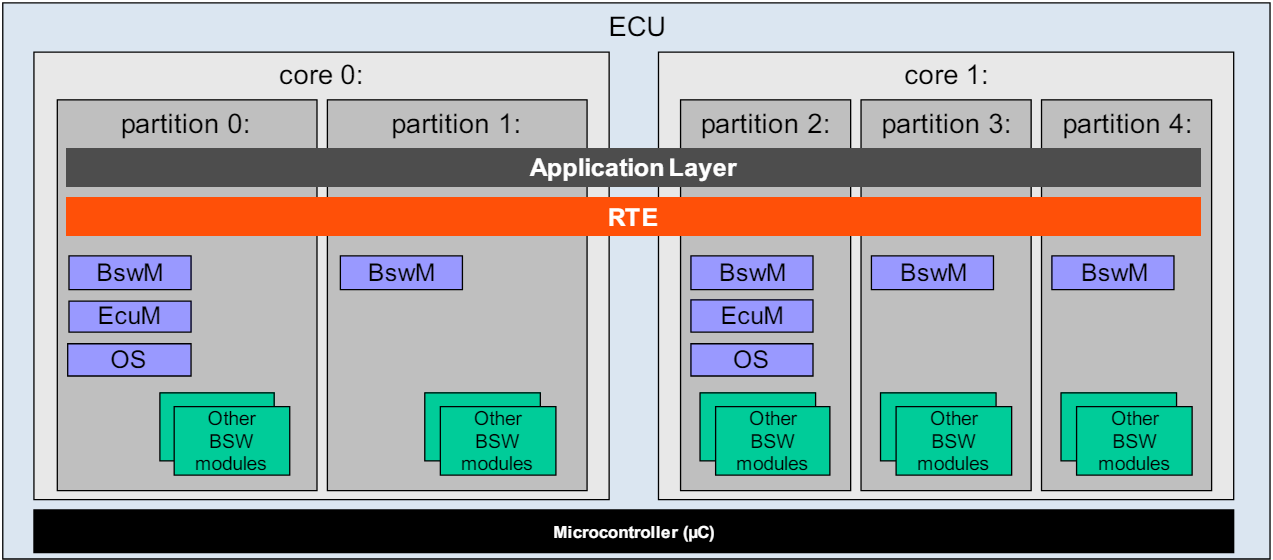 ECU
core 0:
core 1:
partition 0:
partition 1:
partition 2:
partition 3:
partition 4:
Application Layer
RTE
BswM
BswM
BswM
BswM
BswM
EcuM
EcuM
OS
OS
Other
BSW
modules
Other
BSW
modules
Other
BSW
modules
Other
BSW
modules
Other
BSW
modules
Microcontroller (µC)